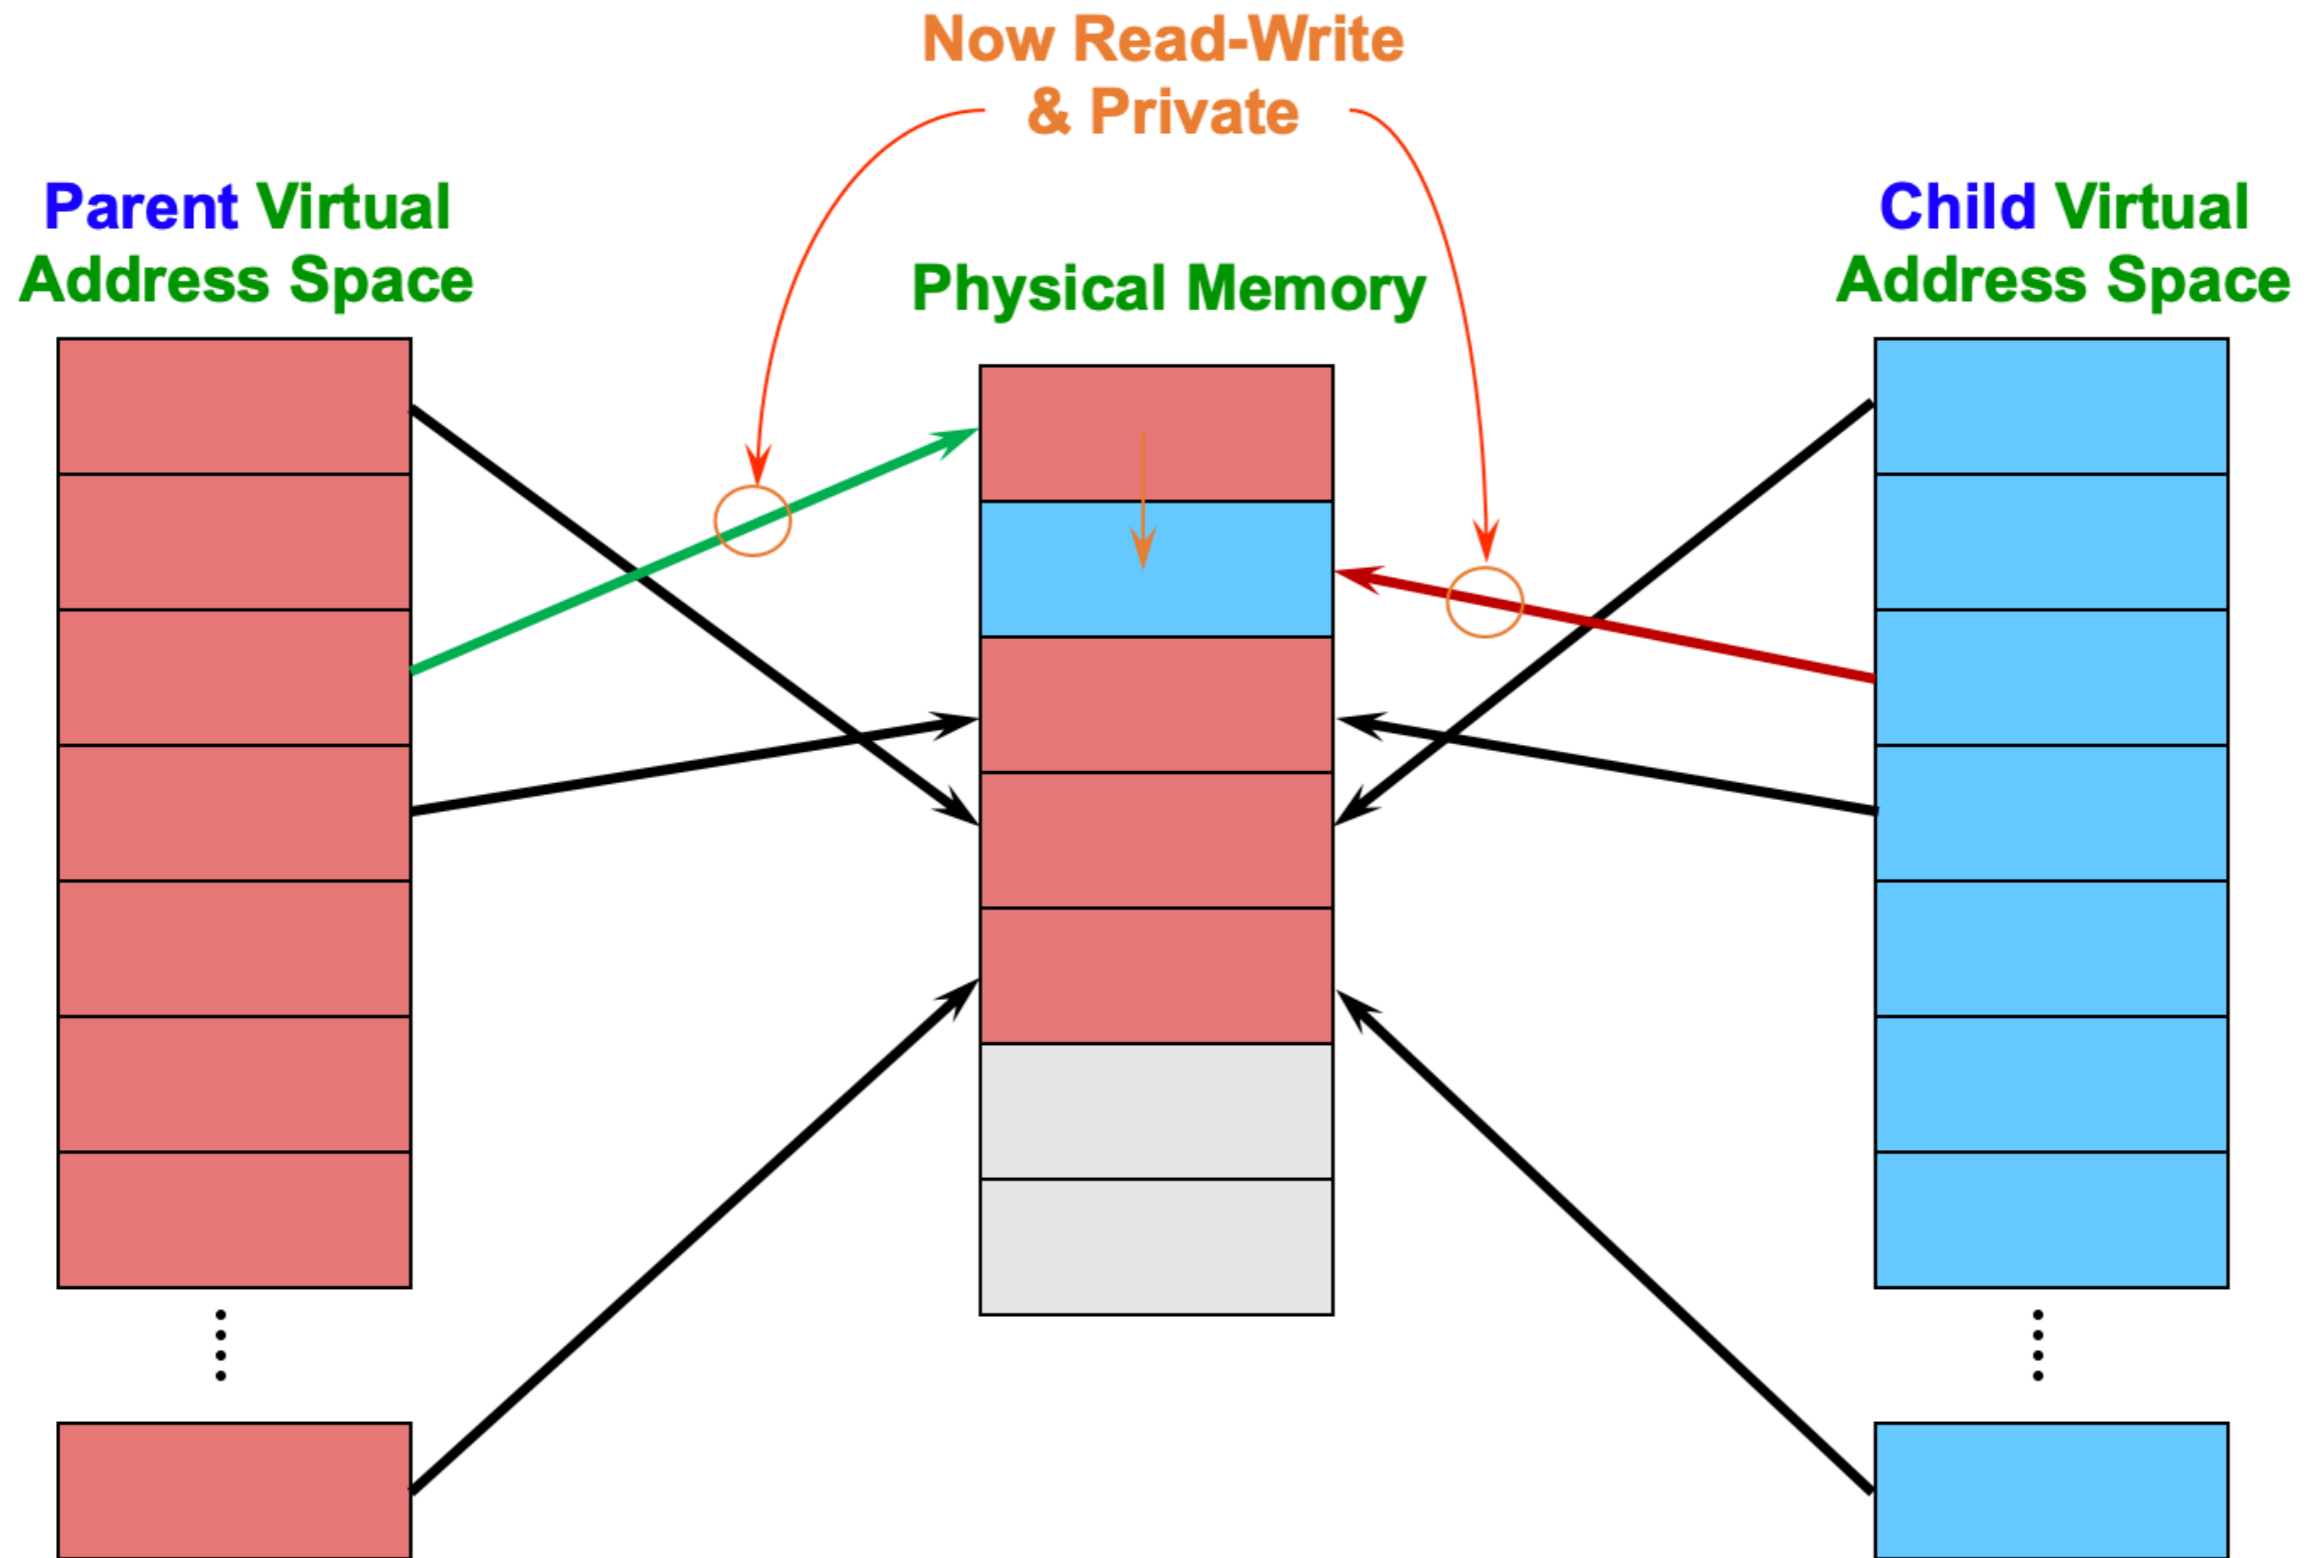 Now Read-Write
& Private
Parent Virtual
Address Space
Physical Memory
Child Virtual
Address Space